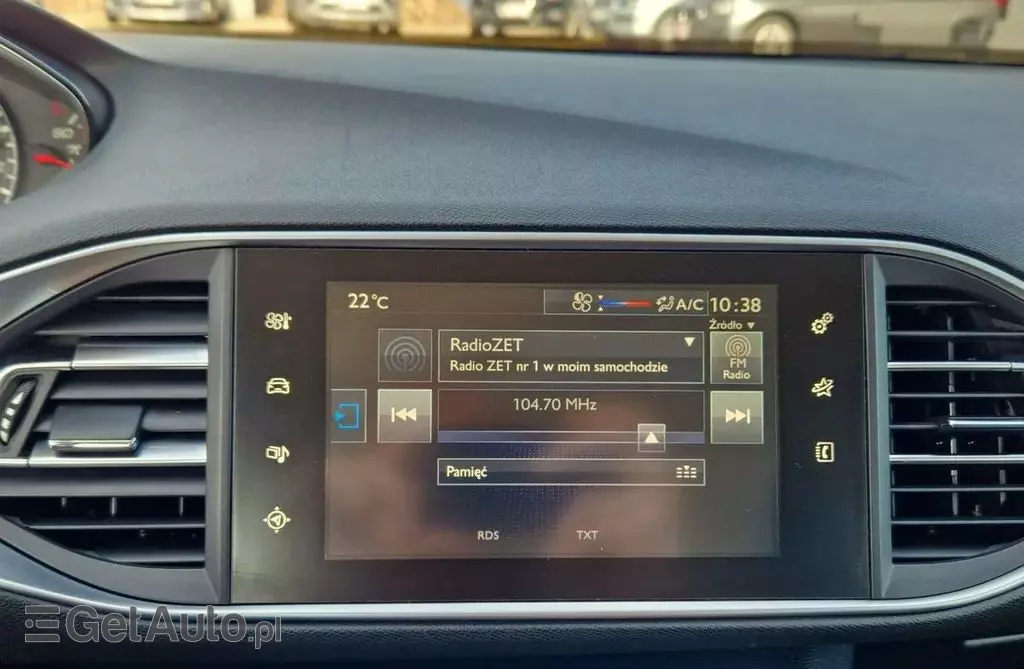 22°C
A/C 10:38
Źródło
RadioZET
Radio ZET nr 1 w moim samochodzie
FM
Radio
104.70 MHz
Pamięć
RDS TXT
GetAuto.pl